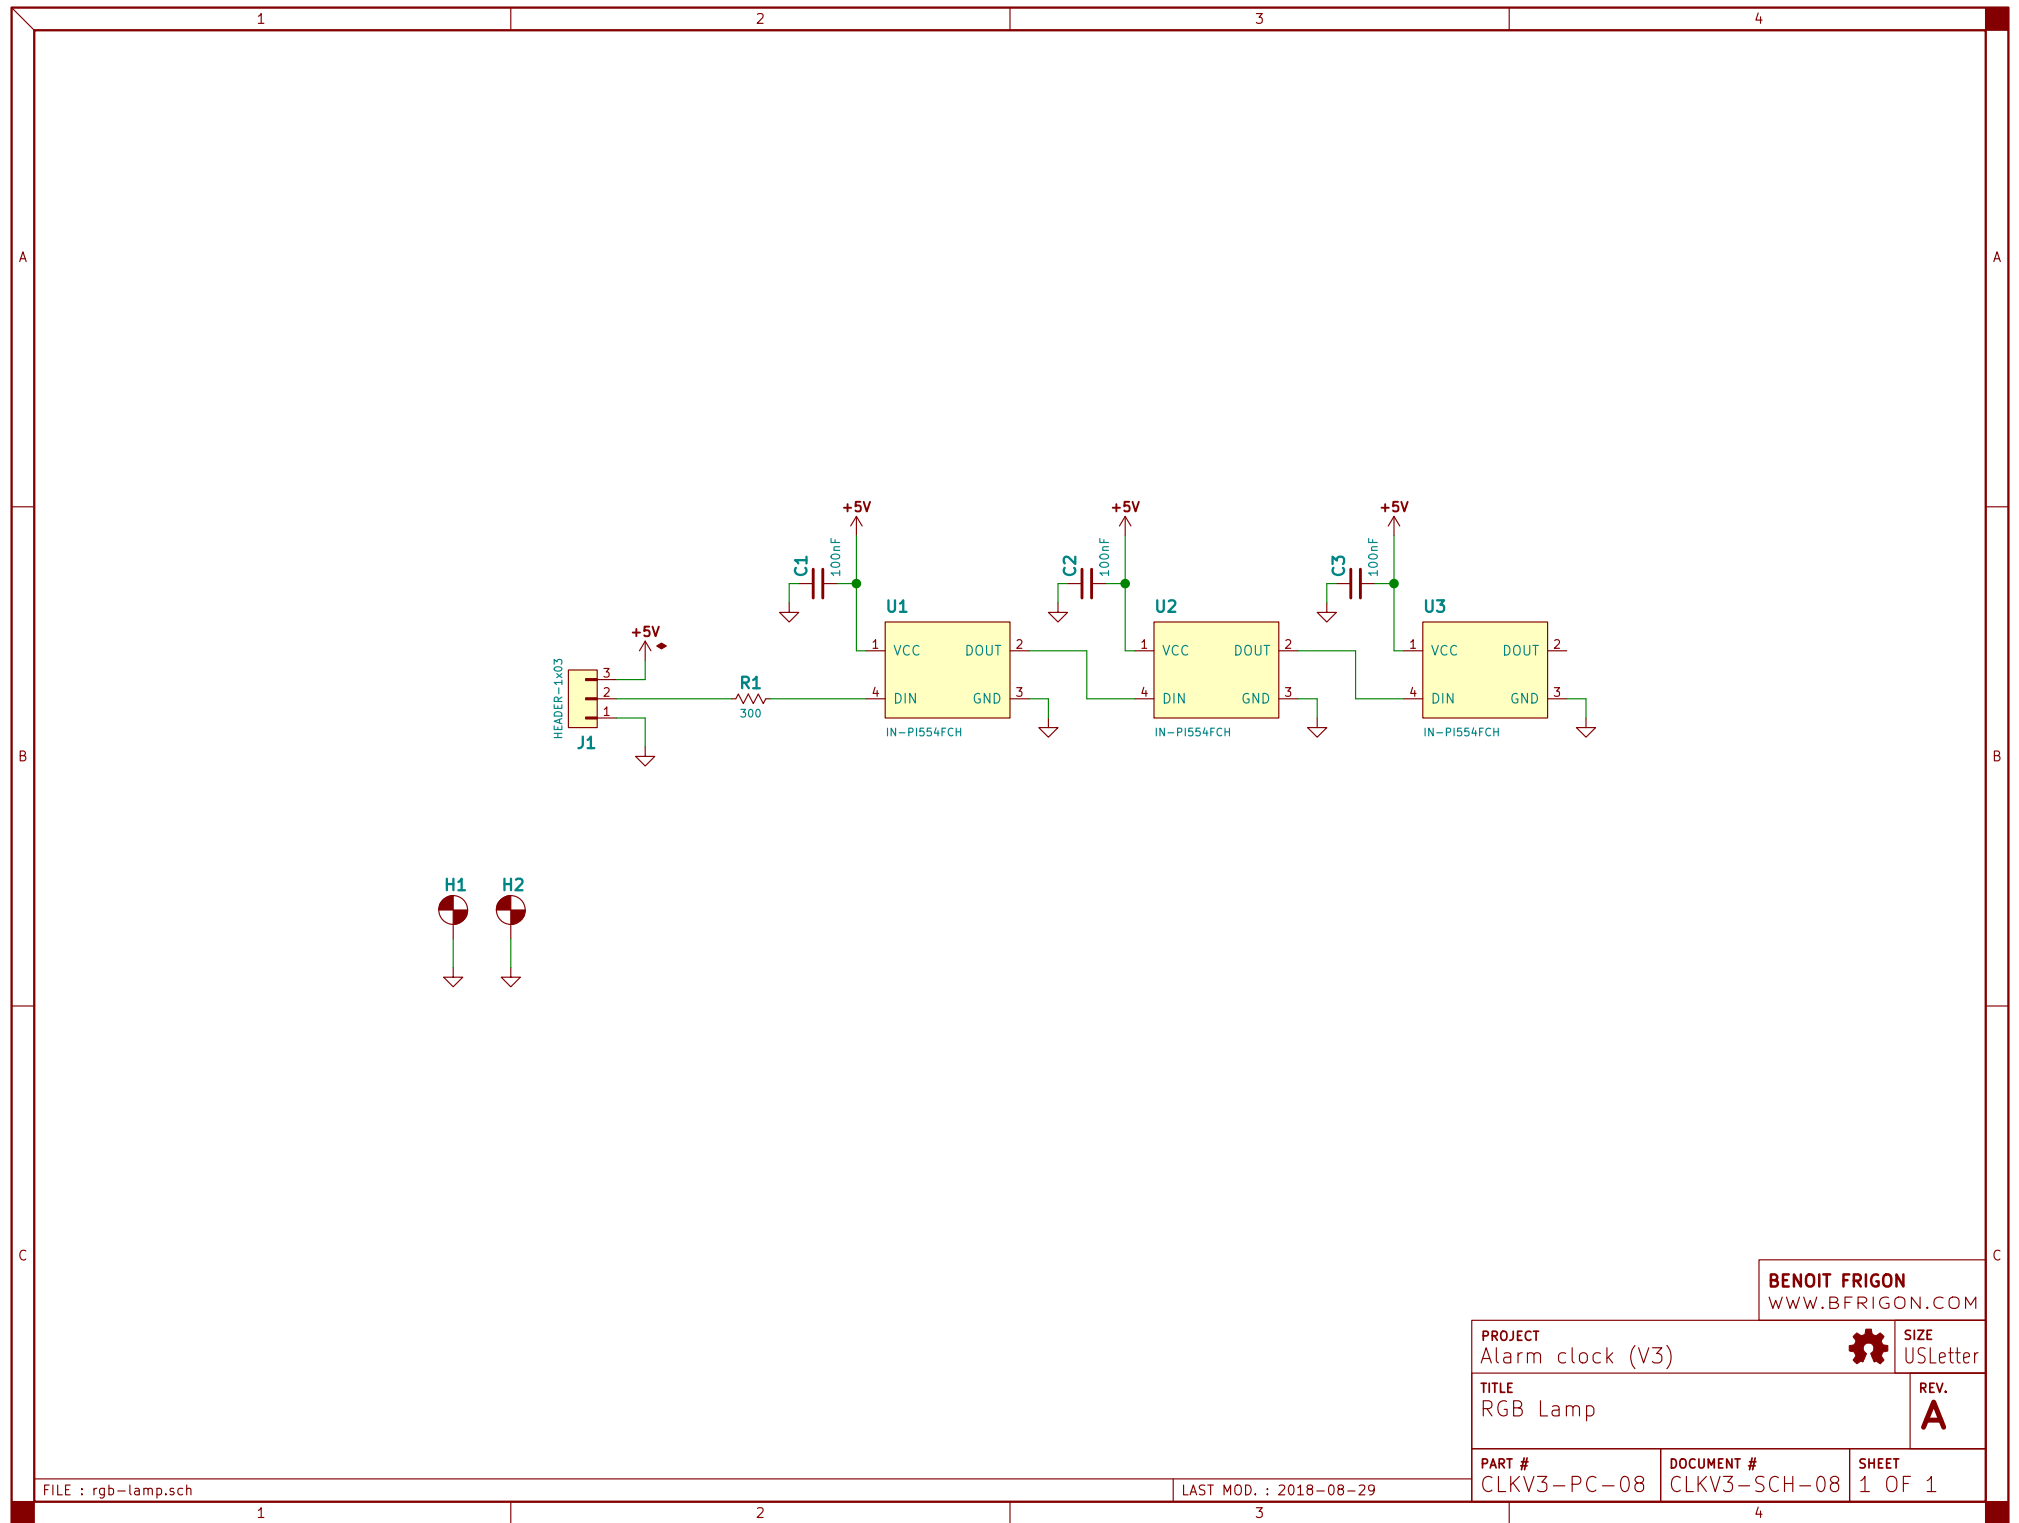 1 2 3 4
A A
+5V +5V +5V
C1 100nF C2 100nF C3 100nF
U1 U2 U3
+5V
1 VCC DOUT 2 1 VCC DOUT 2 1 VCC DOUT 2
HEADER-1x03
3
2
1
R1
300
4 DIN GND 3 4 DIN GND 3 4 DIN GND 3
IN-PI554FCH IN-PI554FCH IN-PI554FCH
J1
B B
H1 H2
C C
BENOIT FRIGON
WWW.BFRIGON.COM
PROJECT
Alarm clock (V3)
SIZE
USLetter
TITLE
RGB Lamp
REV.
A
PART #
CLKV3-PC-08
DOCUMENT #
CLKV3-SCH-08
SHEET
1 OF 1
FILE : rgb-lamp.sch
LAST MOD. : 2018-08-29
1 2 3 4